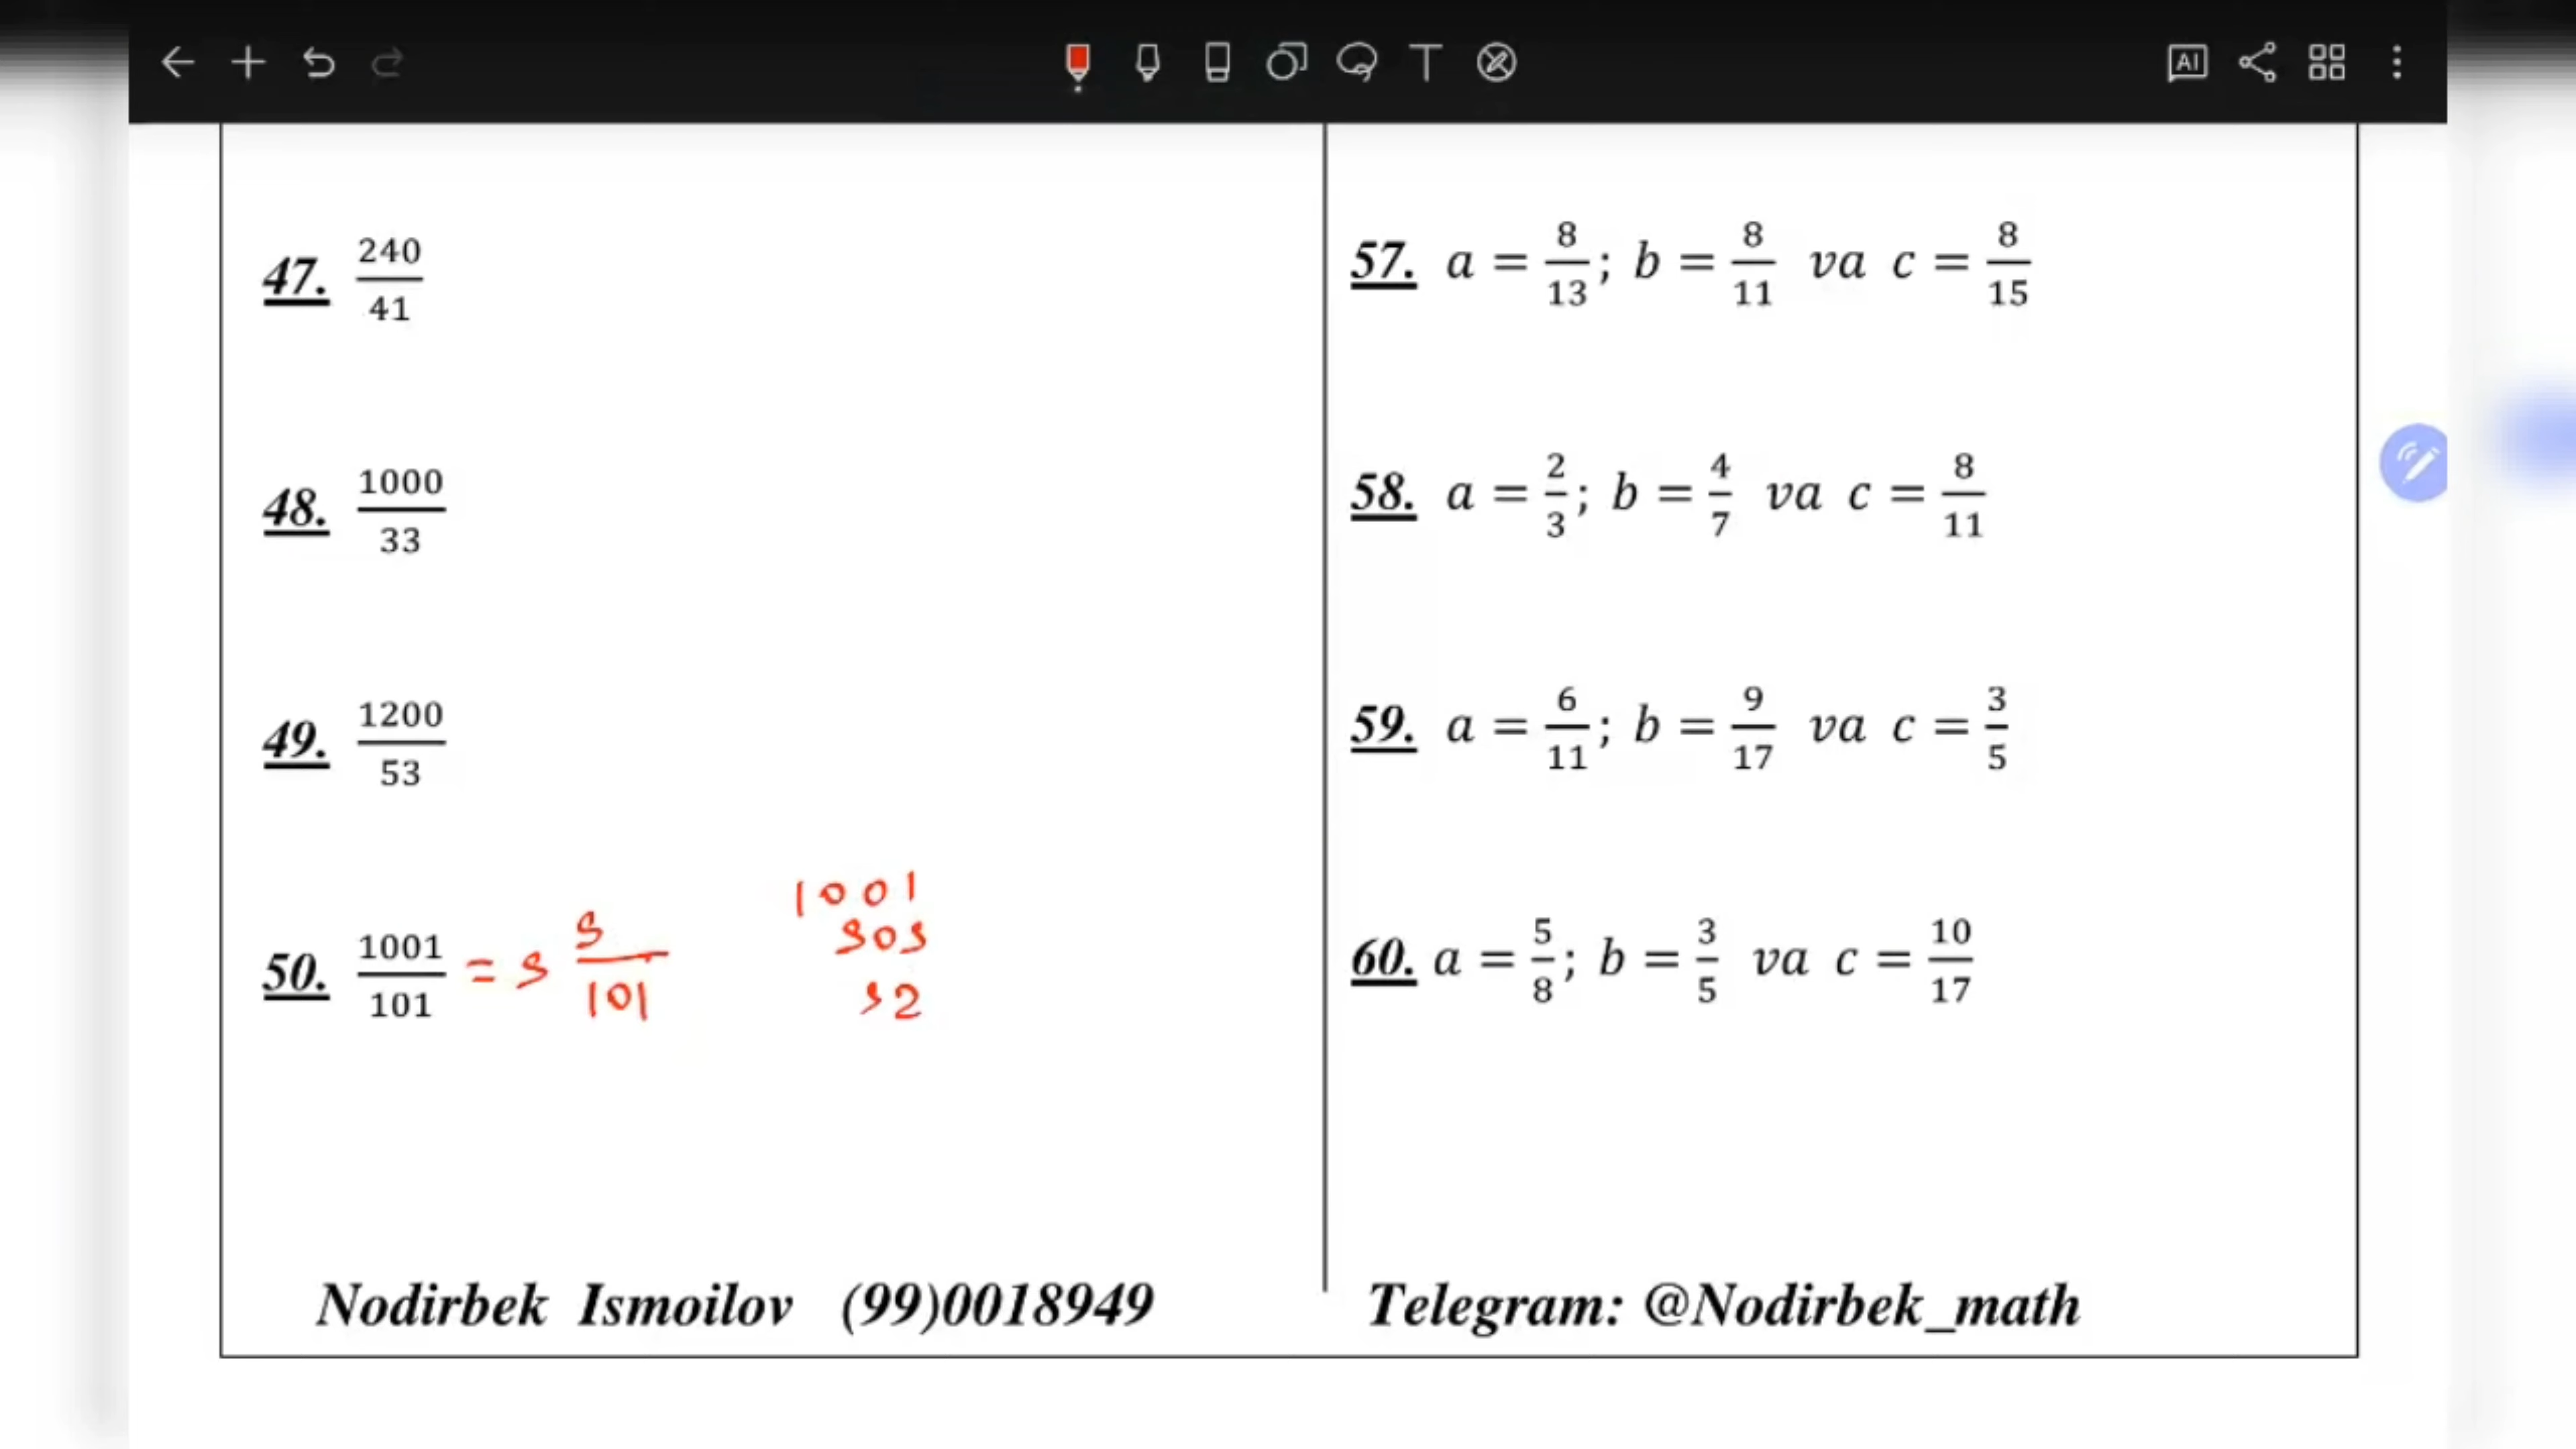 T AI
47. 240/41
48. 1000/33
49. 1200/53
50. 1001/101 = 9 9/101
1001
909
92
Nodirbek Ismoilov (99)0018949
57. a = 8/13; b = 8/11 va c = 8/15
58. a = 2/3; b = 4/7 va c = 8/11
59. a = 6/11; b = 9/17 va c = 3/5
60. a = 5/8; b = 3/5 va c = 10/17
Telegram: @Nodirbek_math